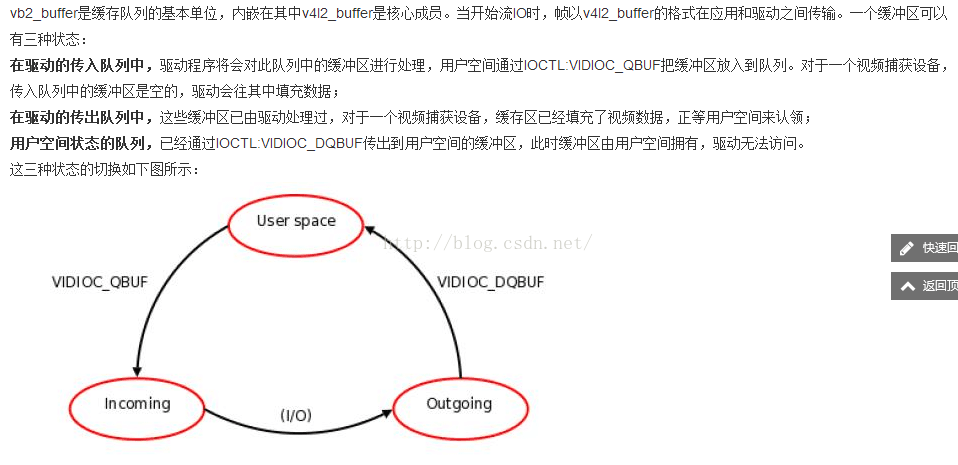 vb2_buffer是缓存队列的基本单位，内嵌在其中v4l2_buffer是核心成员。当开始流IO时，帧以v4l2_buffer的格式在应用和驱动之间传输。一个缓冲区可以
有三种状态：
在驱动的传入队列中，驱动程序将会对此队列中的缓冲区进行处理，用户空间通过IOCTL:VIDIOC_QBUF把缓冲区放入到队列。对于一个视频捕获设备，
传入队列中的缓冲区是空的，驱动会往其中填充数据；
在驱动的传出队列中，这些缓冲区已由驱动处理过，对于一个视频捕获设备，缓存区已经填充了视频数据，正等用户空间来认领；
用户空间状态的队列，已经通过IOCTL:VIDIOC_DQBUF传出到用户空间的缓冲区，此时缓冲区由用户空间拥有，驱动无法访问。
这三种状态的切换如下图所示：
User space
http://blog.csdn.net/
快速回
VIDIOC_QBUF
VIDIOC_DQBUF
返回顶
Incoming
(I/O)
Outgoing